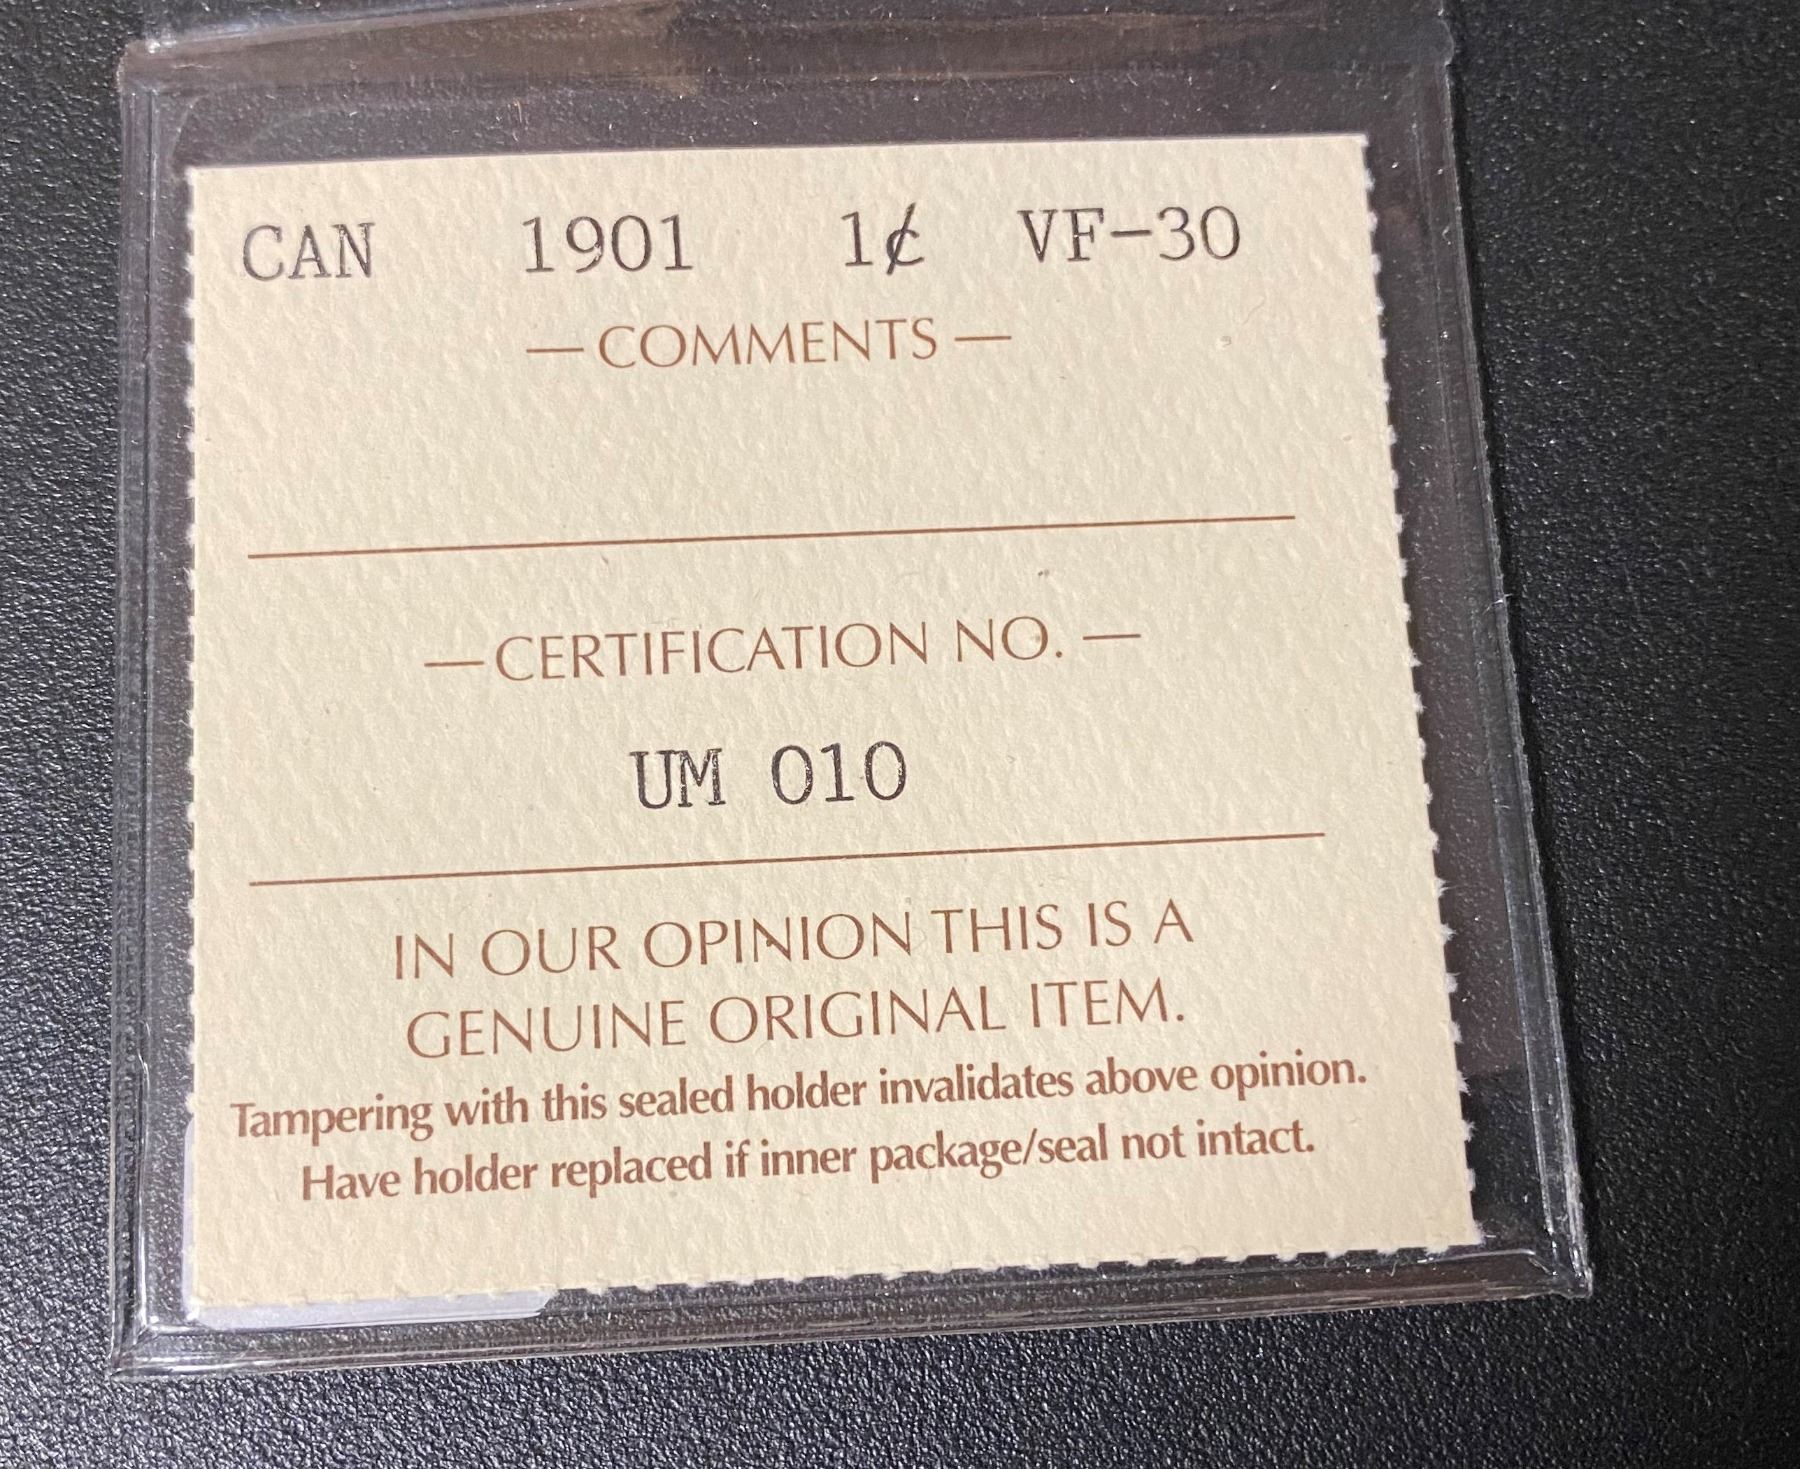 CAN 1901 1¢ VF-30
—COMMENTS—
—CERTIFICATION NO.—
UM 010
IN OUR OPINION THIS IS A
GENUINE ORIGINAL ITEM.
Tampering with this sealed holder invalidates above opinion.
Have holder replaced if inner package/seal not intact.